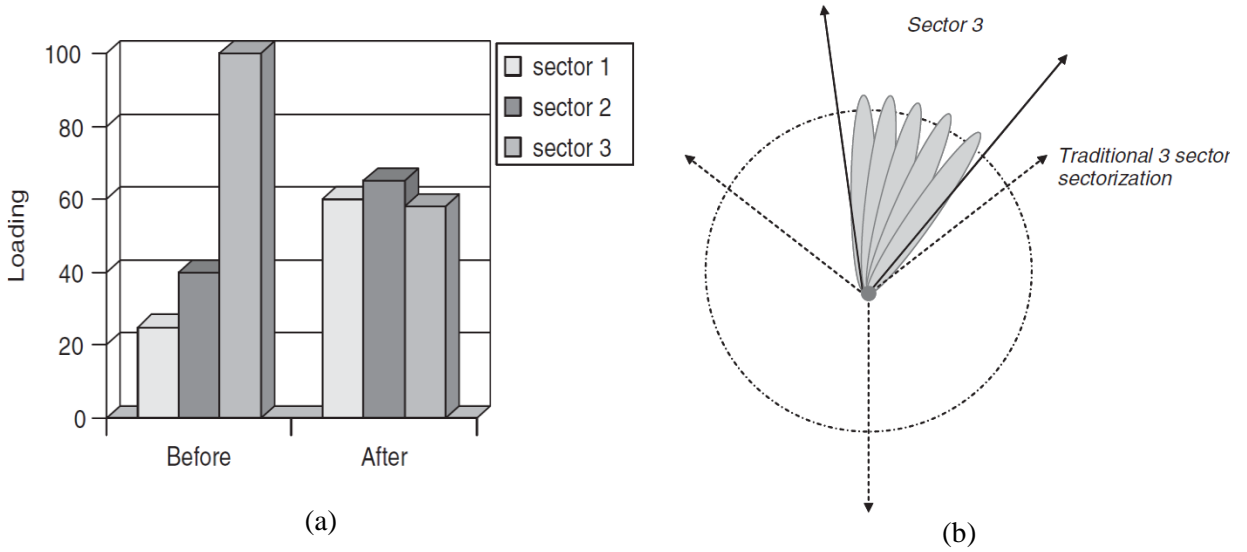 100
80
60
40
20
0
Loading
Before
After
sector 1
sector 2
sector 3
(a)
Sector 3
Traditional 3 sector
sectorization
(b)